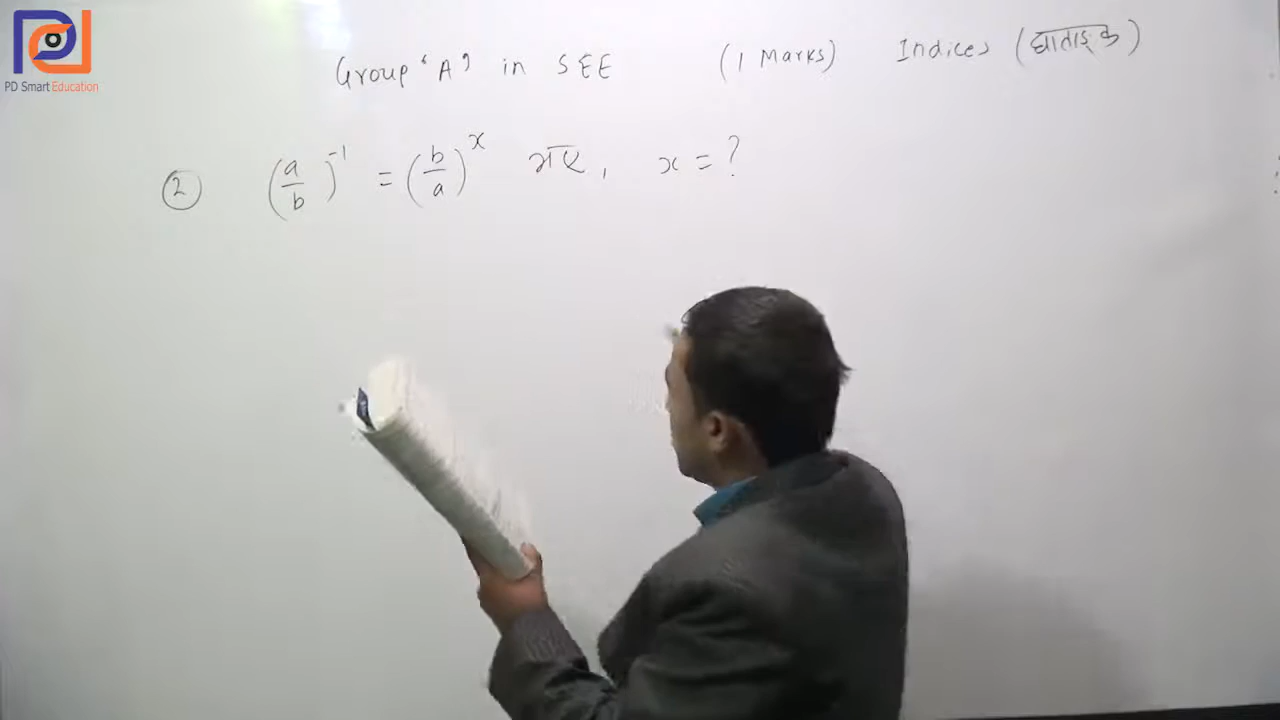 PD Smart Education
Group 'A' in SEE (1 Marks) Indices (घाताङ्क)
② (a/b)^-1 = (b/a)^x भए, x = ?